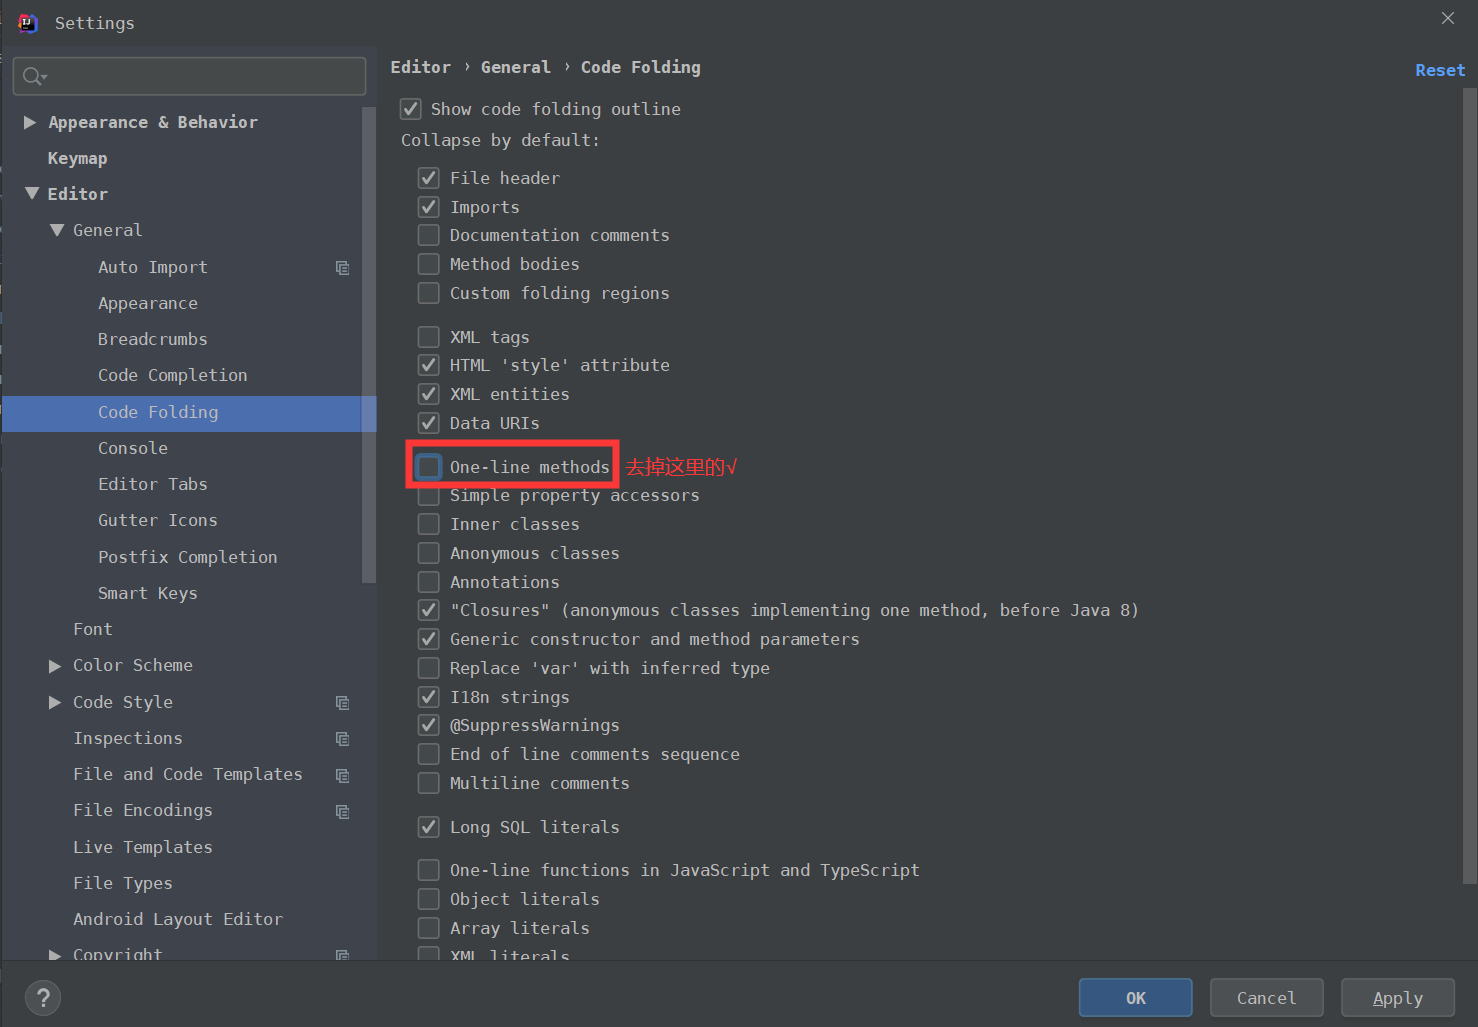 Settings
Editor › General › Code Folding
Reset
Appearance & Behavior
Keymap
Editor
General
Auto Import
Appearance
Breadcrumbs
Code Completion
Code Folding
Console
Editor Tabs
Gutter Icons
Postfix Completion
Smart Keys
Font
Color Scheme
Code Style
Inspections
File and Code Templates
File Encodings
Live Templates
File Types
Android Layout Editor
Copyright
Show code folding outline
Collapse by default:
File header
Imports
Documentation comments
Method bodies
Custom folding regions
XML tags
HTML 'style' attribute
XML entities
Data URIs
One-line methods 去掉这里的√
Simple property accessors
Inner classes
Anonymous classes
Annotations
"Closures" (anonymous classes implementing one method, before Java 8)
Generic constructor and method parameters
Replace 'var' with inferred type
I18n strings
@SuppressWarnings
End of line comments sequence
Multiline comments
Long SQL literals
One-line functions in JavaScript and TypeScript
Object literals
Array literals
XML literals
?
OK
Cancel
Apply